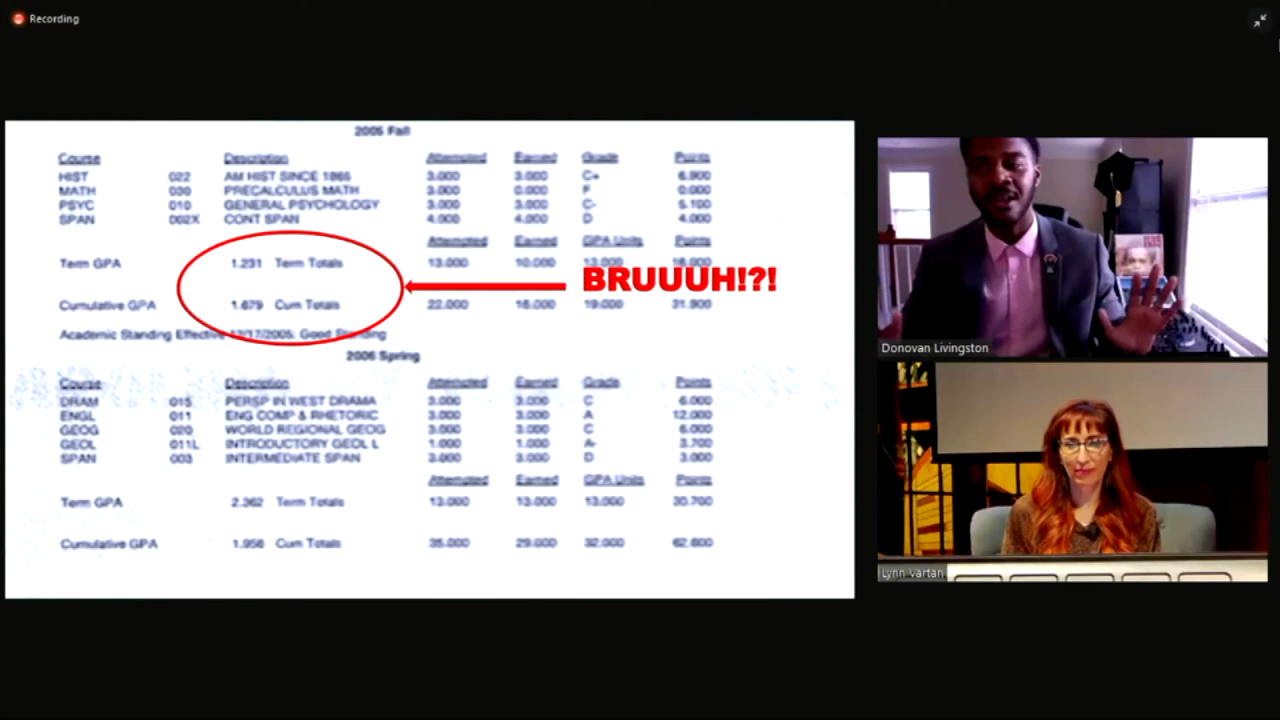 Recording
2005 Fall
Course Description Attempted Earned Grade Points
HIST 022 AM HIST SINCE 1865 3.000 3.000 C+ 6.900
MATH 030 PRECALCULUS MATH 3.000 0.000 F 0.000
PSYC 010 GENERAL PSYCHOLOGY 3.000 3.000 C- 5.100
SPAN 002X CONT SPAN 4.000 4.000 D 4.000
Attempted Earned GPA Units Points
Term GPA 1.231 Term Totals 13.000 10.000 13.000 16.000
BRUUUH!?!
Cumulative GPA 1.679 Cum Totals 22.000 16.000 19.000 31.900
Academic Standing Effective 12/17/2005: Good Standing
2006 Spring
Course Description Attempted Earned Grade Points
DRAM 015 PERSP IN WEST DRAMA 3.000 3.000 C 6.000
ENGL 011 ENG COMP & RHETORIC 3.000 3.000 A 12.000
GEOG 020 WORLD REGIONAL GEOG 3.000 3.000 C 6.000
GEOL 011L INTRODUCTORY GEOL L 1.000 1.000 A- 3.700
SPAN 003 INTERMEDIATE SPAN 3.000 3.000 D 3.000
Attempted Earned GPA Units Points
Term GPA 2.362 Term Totals 13.000 13.000 13.000 30.700
Cumulative GPA 1.956 Cum Totals 35.000 29.000 32.000 62.600
Donovan Livingston
Lynn Vartan